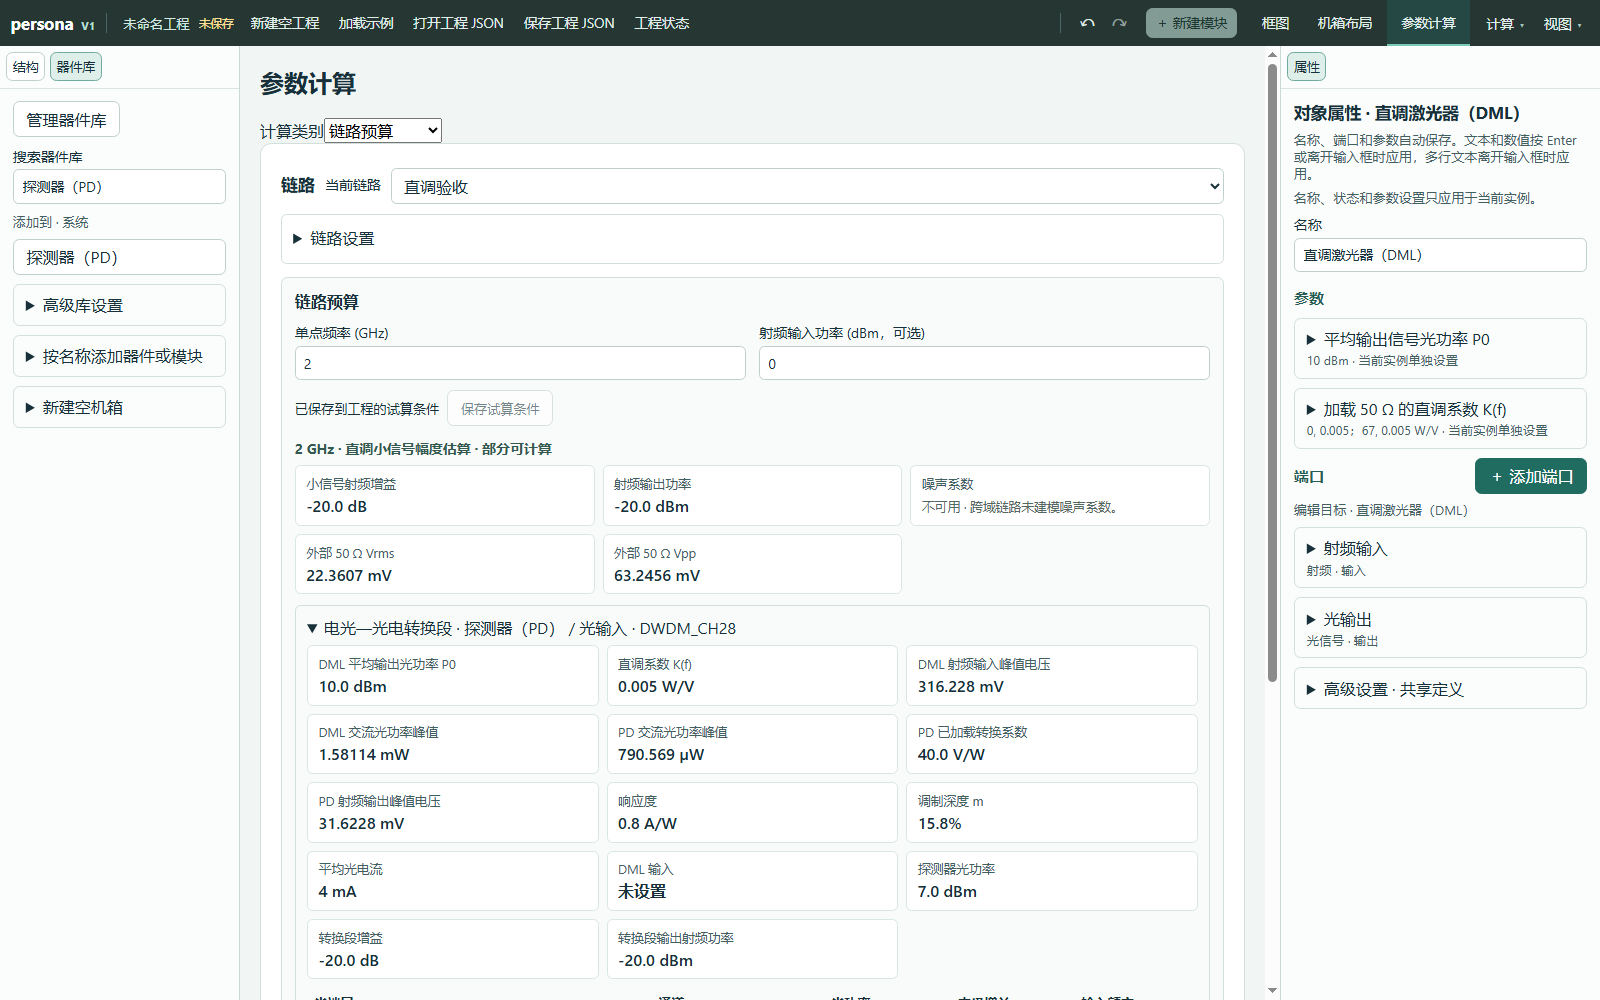 persona V1
未命名工程 未保存 新建空工程 加载示例 打开工程 JSON 保存工程 JSON 工程状态
+ 新建模块 框图 机箱布局 参数计算 计算 视图
结构 器件库
管理器件库
搜索器件库
探测器（PD）
添加到 · 系统
探测器（PD）
高级库设置
按名称添加器件或模块
新建空机箱
参数计算
计算类别 链路预算
链路 当前链路 直调验收
链路设置
链路预算
单点频率 (GHz) 射频输入功率 (dBm，可选)
2 0
已保存到工程的试算条件 保存试算条件
2 GHz · 直调小信号幅度估算 · 部分可计算
小信号射频增益 射频输出功率 噪声系数
-20.0 dB -20.0 dBm 不可用 · 跨域链路未建模噪声系数。
外部 50 Ω Vrms 外部 50 Ω Vpp
22.3607 mV 63.2456 mV
电光—光电转换段 · 探测器（PD） / 光输入 · DWDM_CH28
DML 平均输出光功率 P0 直调系数 K(f) DML 射频输入峰值电压
10.0 dBm 0.005 W/V 316.228 mV
DML 交流光功率峰值 PD 交流光功率峰值 PD 已加载转换系数
1.58114 mW 790.569 μW 40.0 V/W
PD 射频输出峰值电压 响应度 调制深度 m
31.6228 mV 0.8 A/W 15.8%
平均光电流 DML 输入 探测器光功率
4 mA 未设置 7.0 dBm
转换段增益 转换段输出射频功率
-20.0 dB -20.0 dBm
属性
对象属性 · 直调激光器（DML）
名称、端口和参数自动保存。文本和数值按 Enter
或离开输入框时应用，多行文本离开输入框时应
用。
名称、状态和参数设置只应用于当前实例。
名称
直调激光器（DML）
参数
平均输出信号光功率 P0
10 dBm · 当前实例单独设置
加载 50 Ω 的直调系数 K(f)
0, 0.005；67, 0.005 W/V · 当前实例单独设置
端口 + 添加端口
编辑目标 · 直调激光器（DML）
射频输入
射频 · 输入
光输出
光信号 · 输出
高级设置 · 共享定义